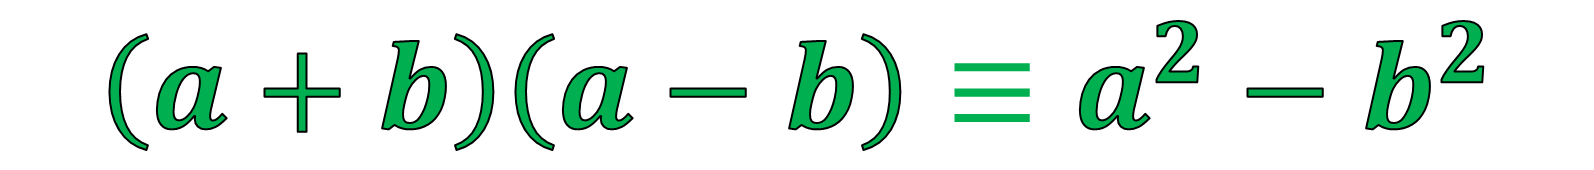 (a + b)(a − b) ≡ a² − b²